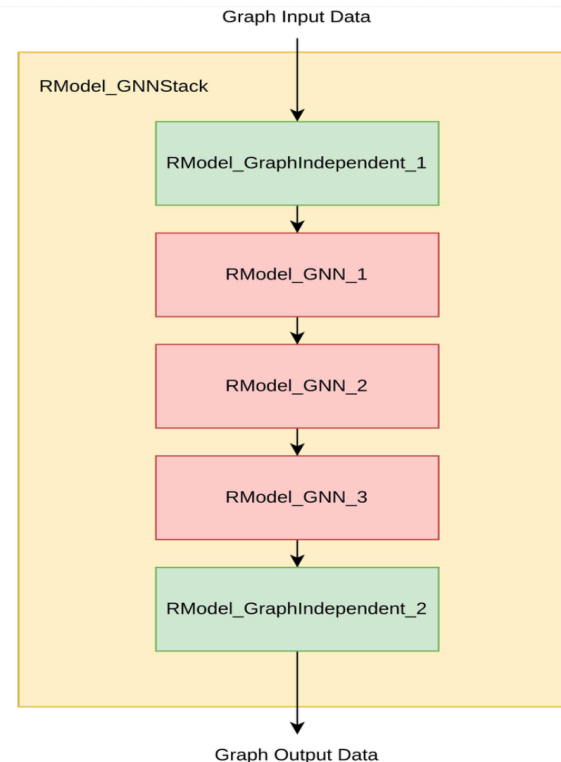 Graph Input Data
RModel_GNNStack
RModel_GraphIndependent_1
RModel_GNN_1
RModel_GNN_2
RModel_GNN_3
RModel_GraphIndependent_2
Graph Output Data